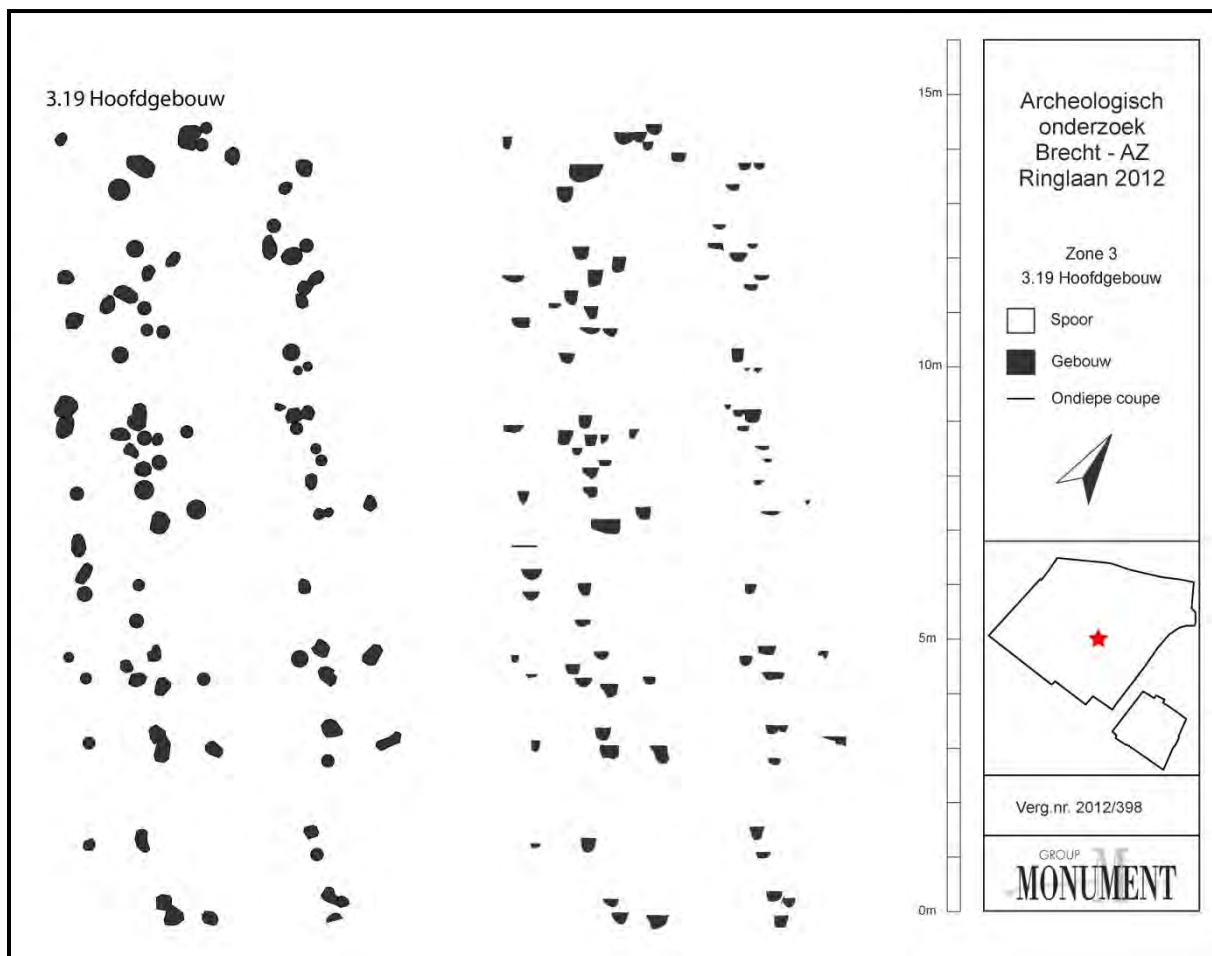 3.19 Hoofdgebouw
15m
10m
5m
0m
Archeologisch
onderzoek
Brecht - AZ
Ringlaan 2012
Zone 3
3.19 Hoofdgebouw
Spoor
Gebouw
Ondiepe coupe
Verg.nr. 2012/398
GROUP
M
MONUMENT